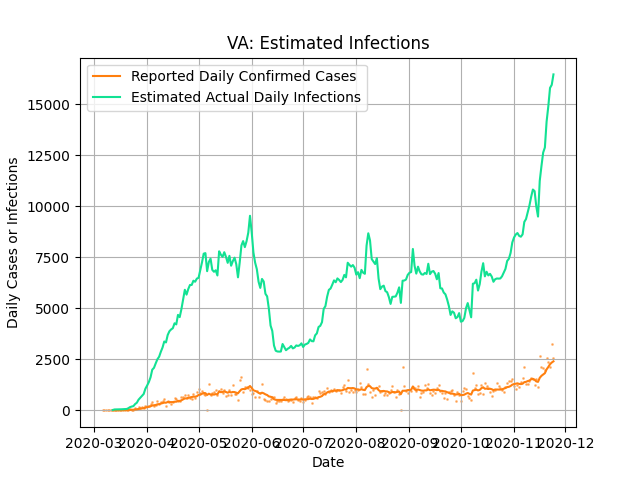 VA: Estimated Infections
Reported Daily Confirmed Cases
Estimated Actual Daily Infections
Daily Cases or Infections
15000
12500
10000
7500
5000
2500
0
2020-03 2020-04 2020-05 2020-06 2020-07 2020-08 2020-09 2020-10 2020-11 2020-12
Date